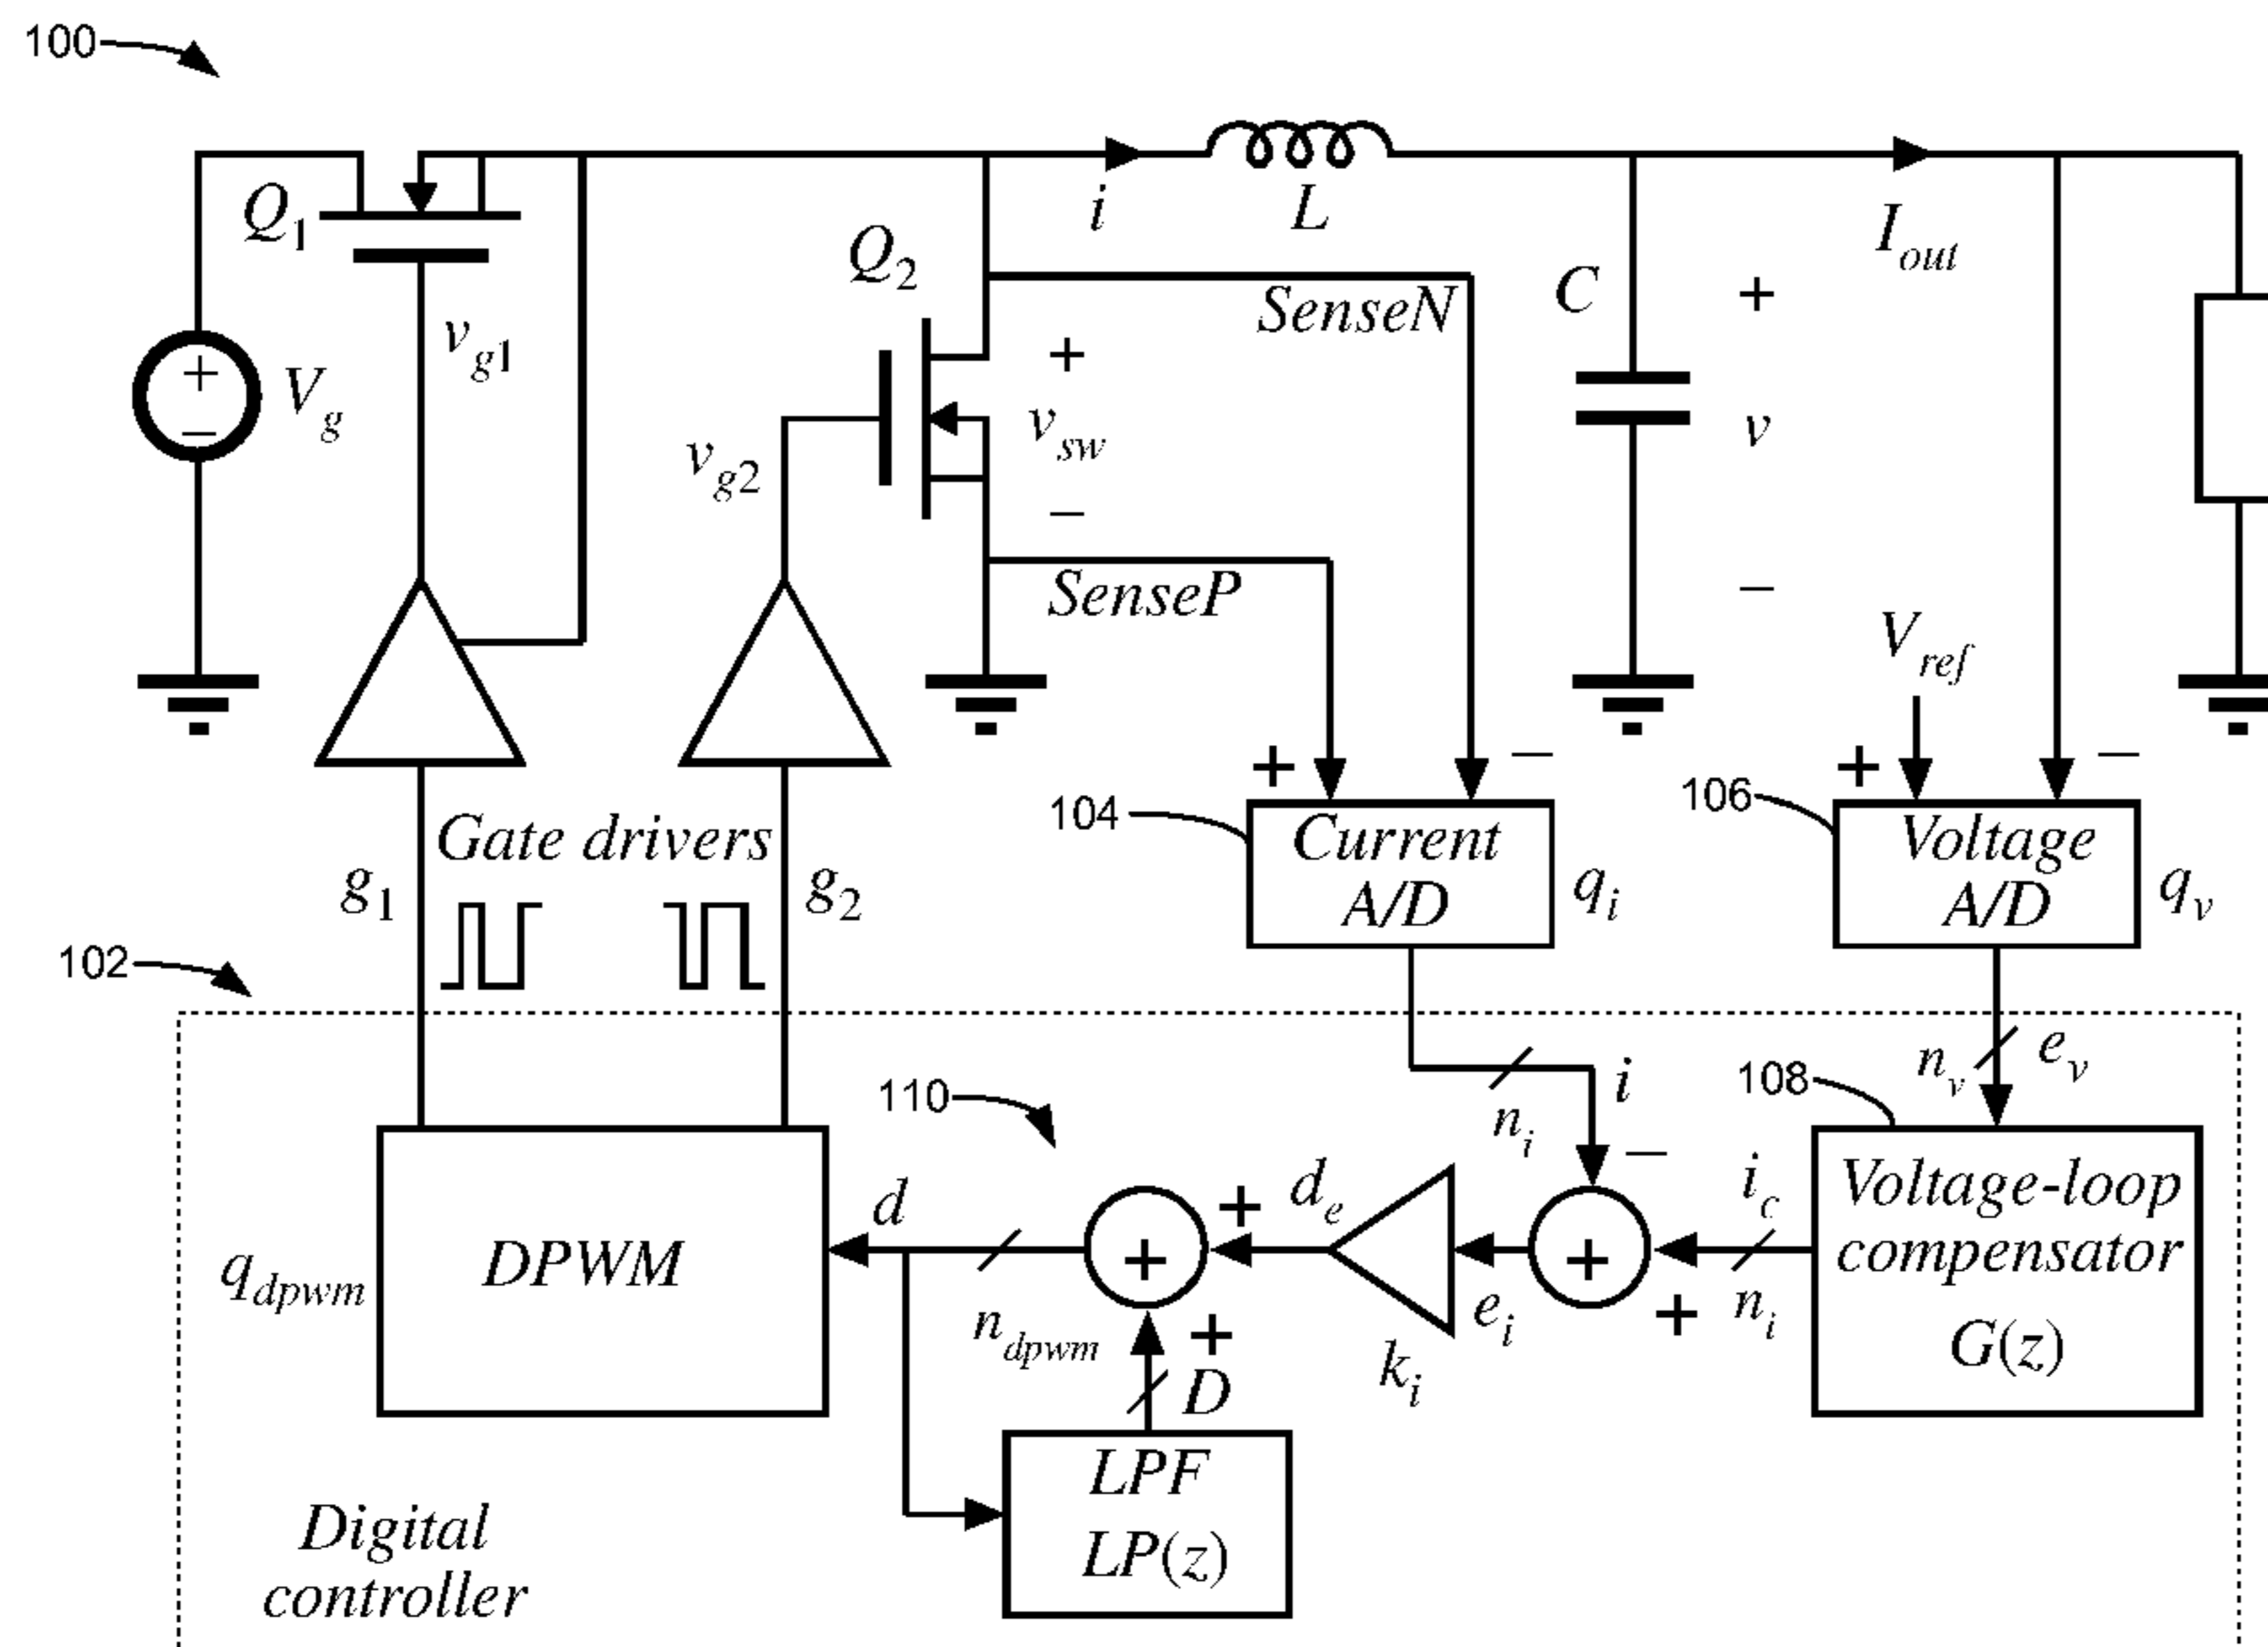 100
Q1
i
L
Iout
Q2
C
+
SenseN
vg1
+
+
Vg
−
vsw
v
vg2
−
SenseP
−
Vref
+
−
+
−
104
106
Gate drivers
Current
A/D
qi
Voltage
A/D
qv
g1
g2
102
110
ni
i
−
nv
ev
108
d
+
de
ic
Voltage-loop
compensator
G(z)
qdpwm
DPWM
+
+
ei
+
ni
ndpwm
+
D
ki
LPF
LP(z)
Digital
controller